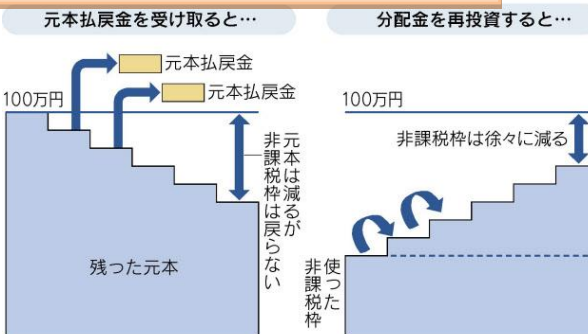 元本払戻金を受け取ると…
元本払戻金
元本払戻金
100万円
元本は減るが
非課税枠は戻らない
残った元本
分配金を再投資すると…
100万円
非課税枠は徐々に減る
使った
非課税枠